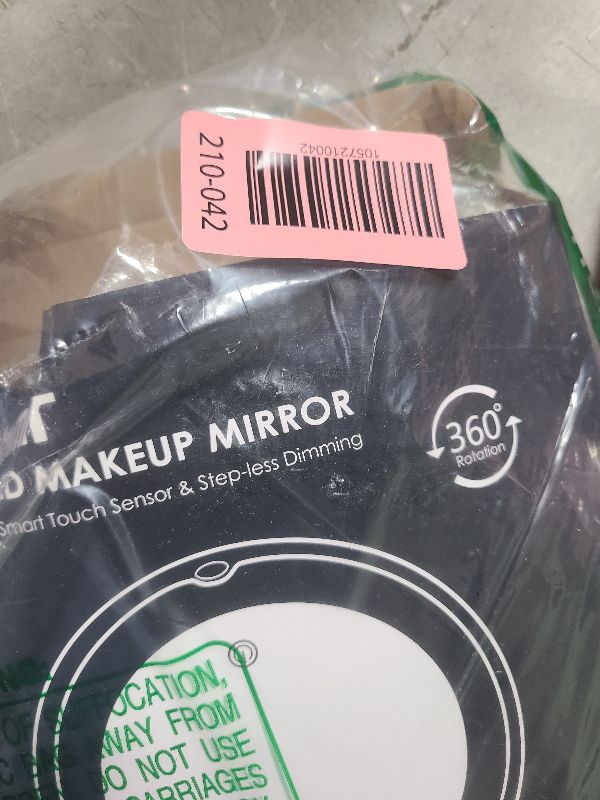 210-042
1057210042
MAKEUP MIRROR
Smart Touch Sensor & Step-less Dimming
360°
Rotation
AWAY FROM
DO NOT USE
CARRIAGES